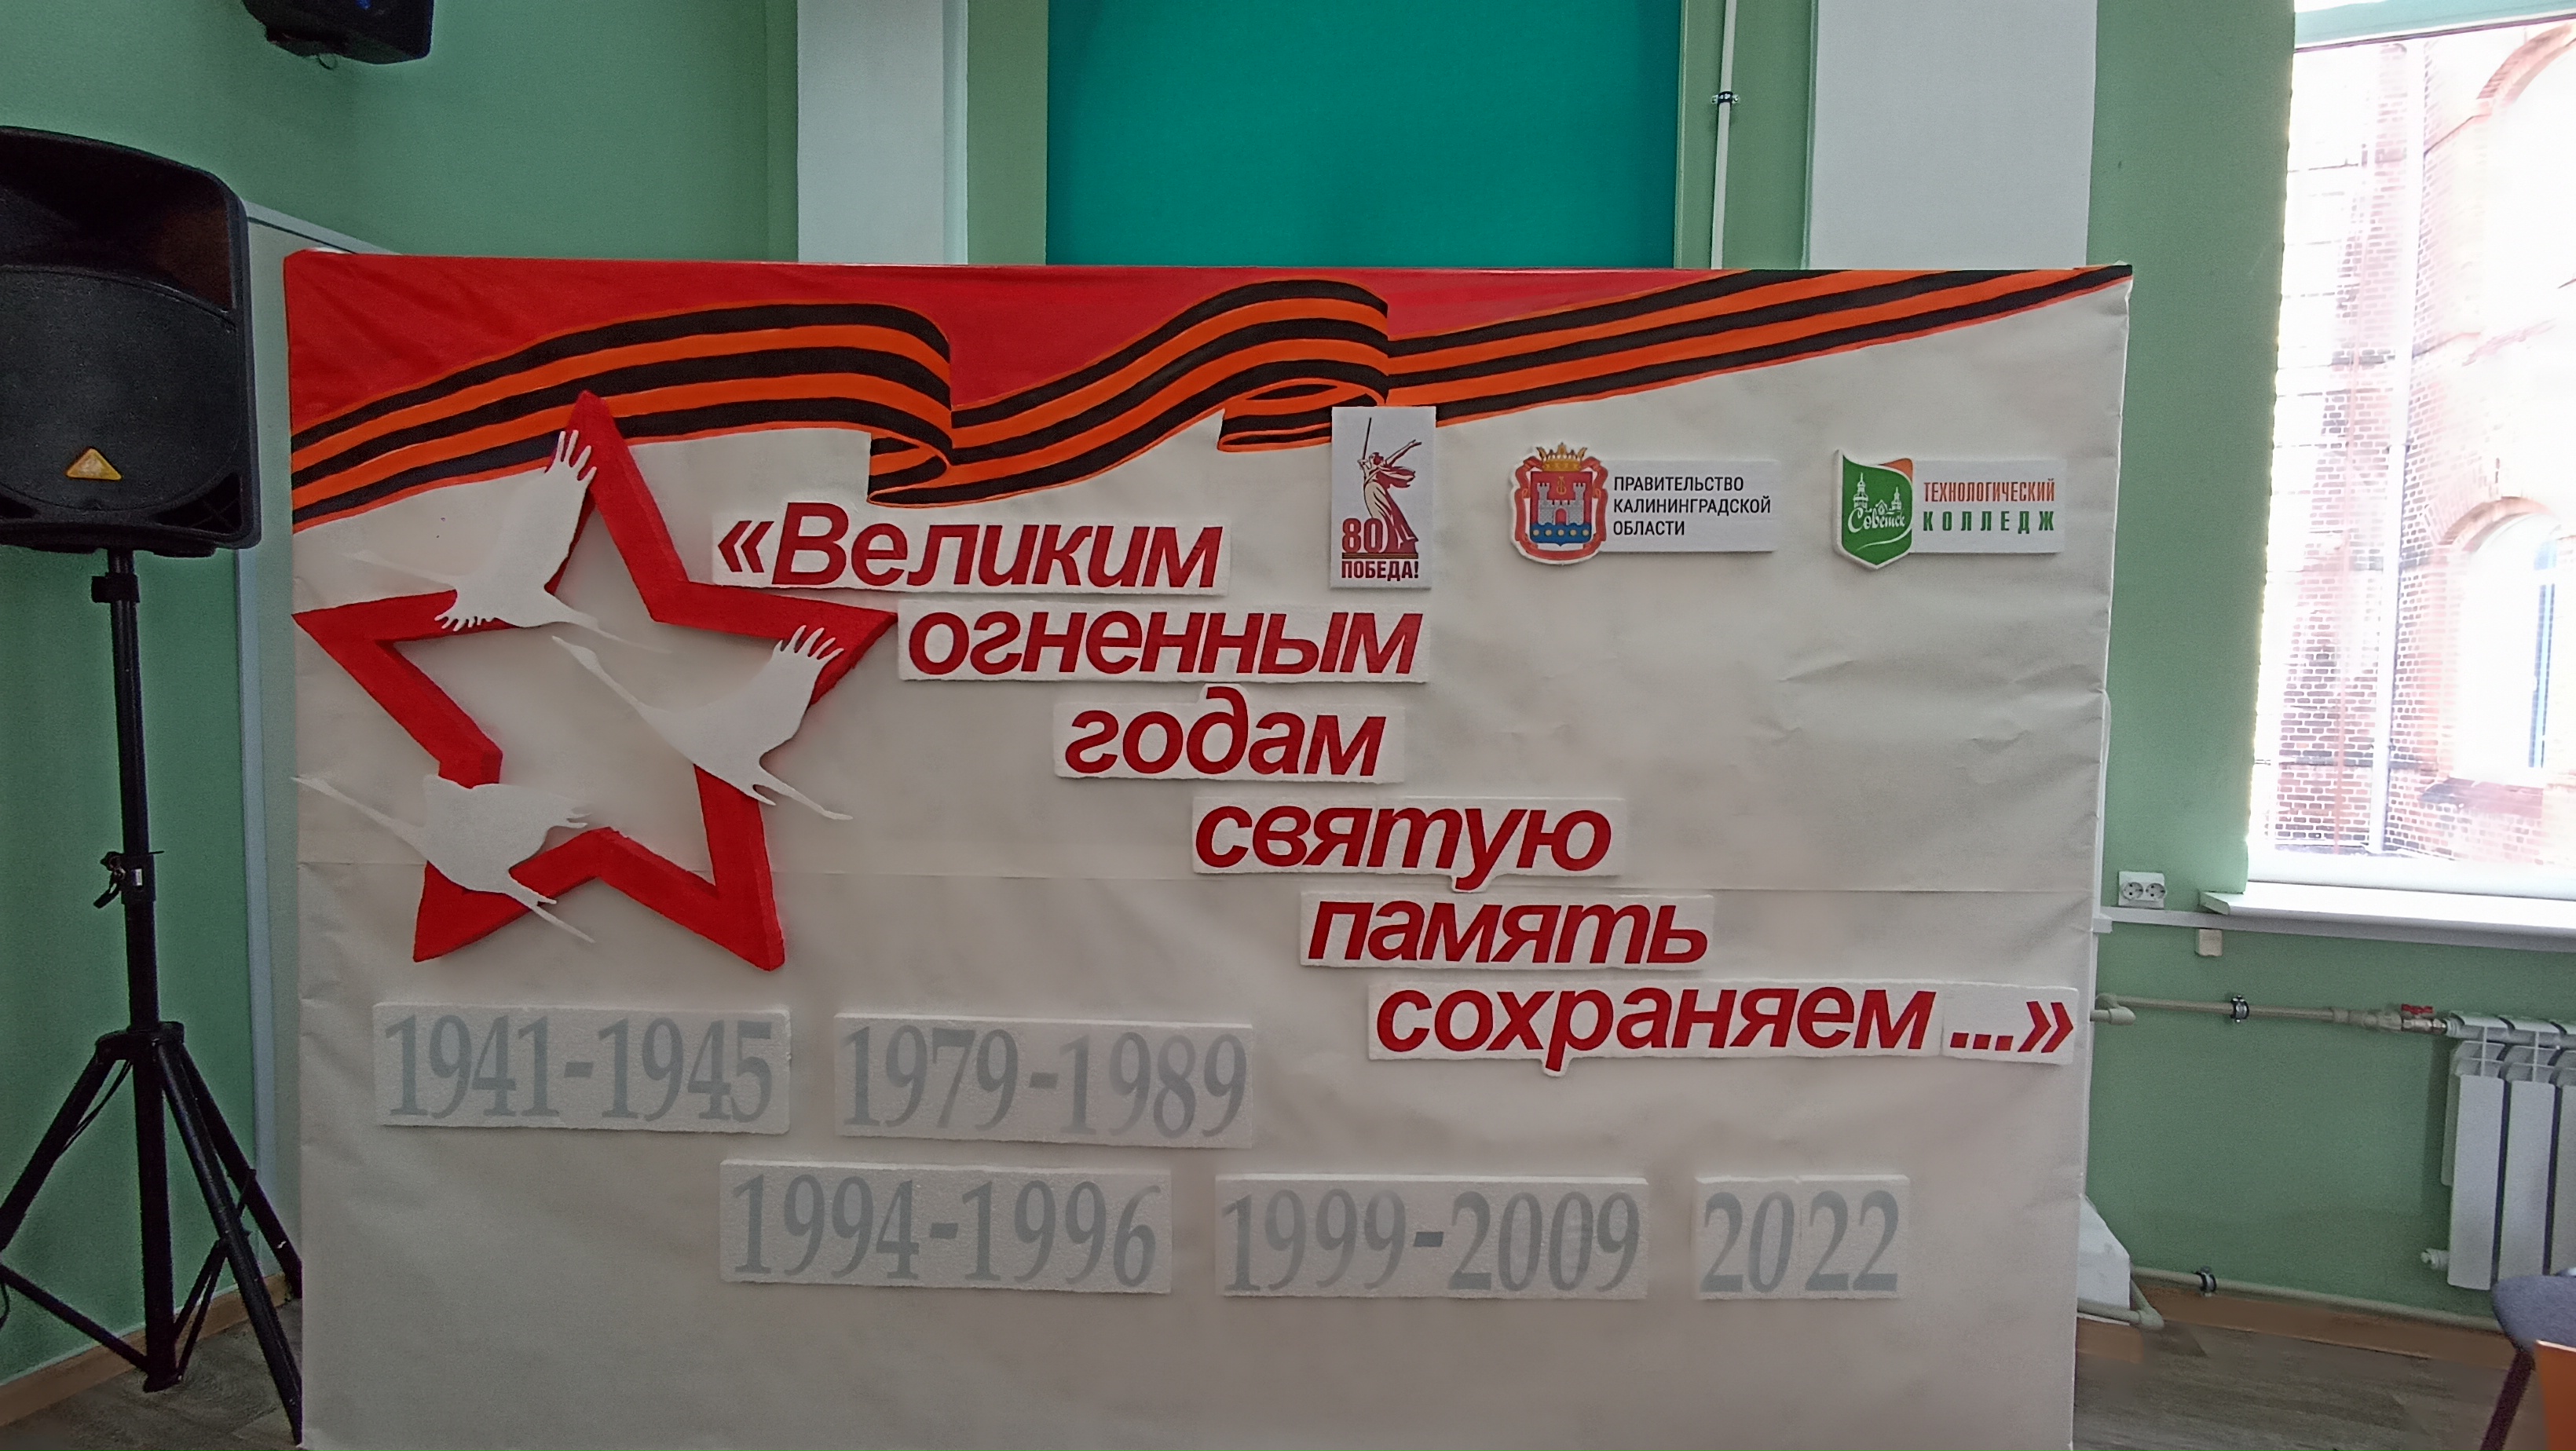 «Великим
огненным
годам
святую
память
сохраняем...»
80
ПОБЕДА!
ПРАВИТЕЛЬСТВО
КАЛИНИНГРАДСКОЙ
ОБЛАСТИ
Советск
ТЕХНОЛОГИЧЕСКИЙ
КОЛЛЕДЖ
1941-1945
1979-1989
1994-1996
1999-2009
2022